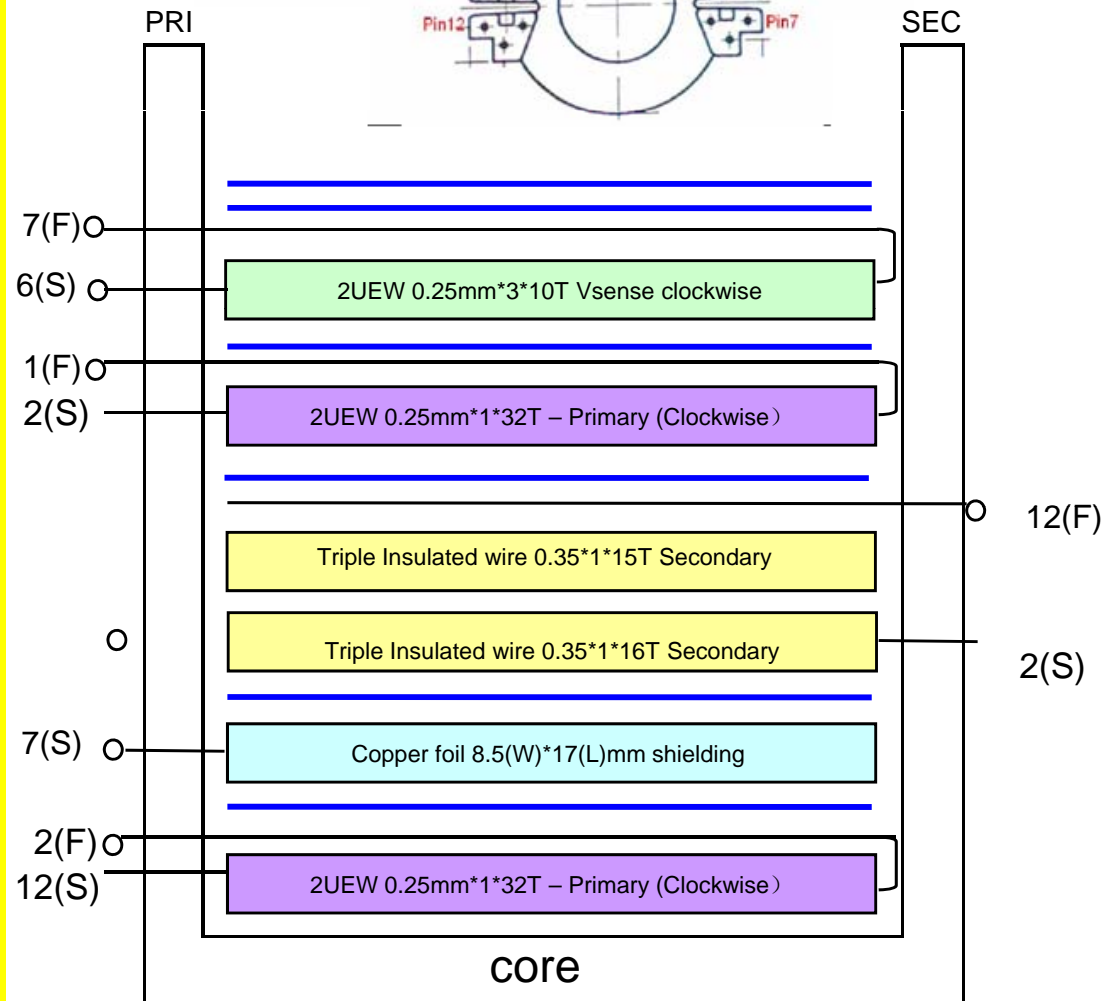 PRI
SEC
Pin12
Pin7
7(F)
6(S)
2UEW 0.25mm*3*10T Vsense clockwise
1(F)
2(S)
2UEW 0.25mm*1*32T – Primary (Clockwise）
12(F)
Triple Insulated wire 0.35*1*15T Secondary
Triple Insulated wire 0.35*1*16T Secondary
2(S)
7(S)
Copper foil 8.5(W)*17(L)mm shielding
2(F)
12(S)
2UEW 0.25mm*1*32T – Primary (Clockwise）
core